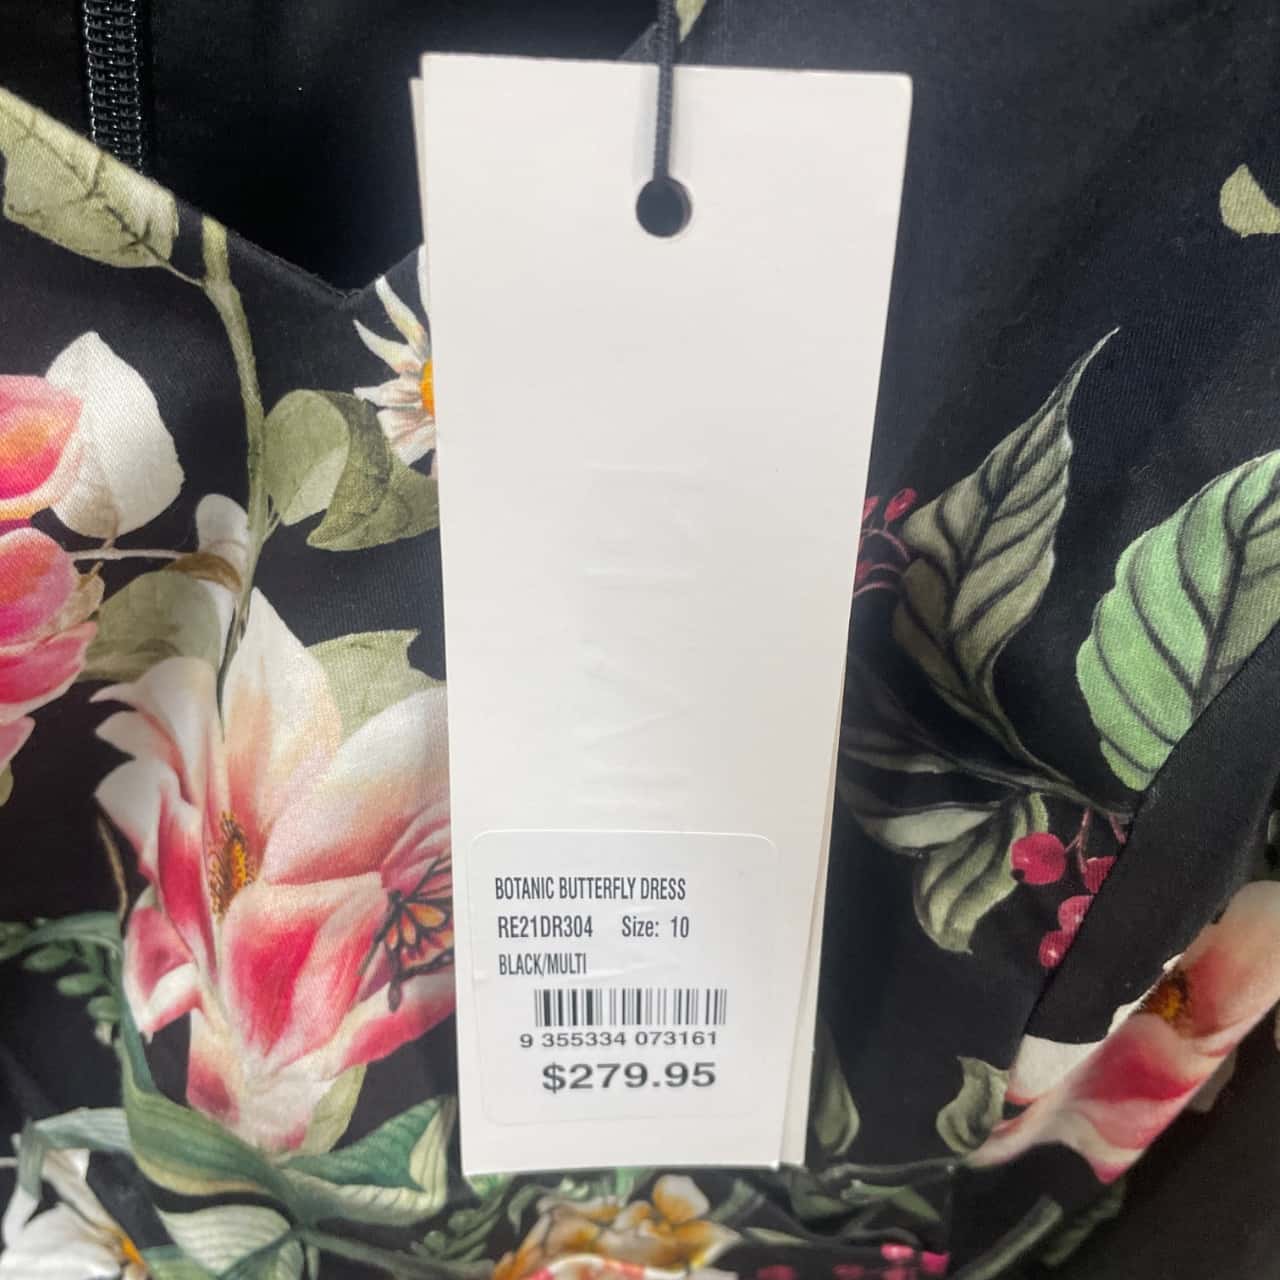 BOTANIC BUTTERFLY DRESS
RE21DR304 Size: 10
BLACK/MULTI
9 355334 073161
$279.95